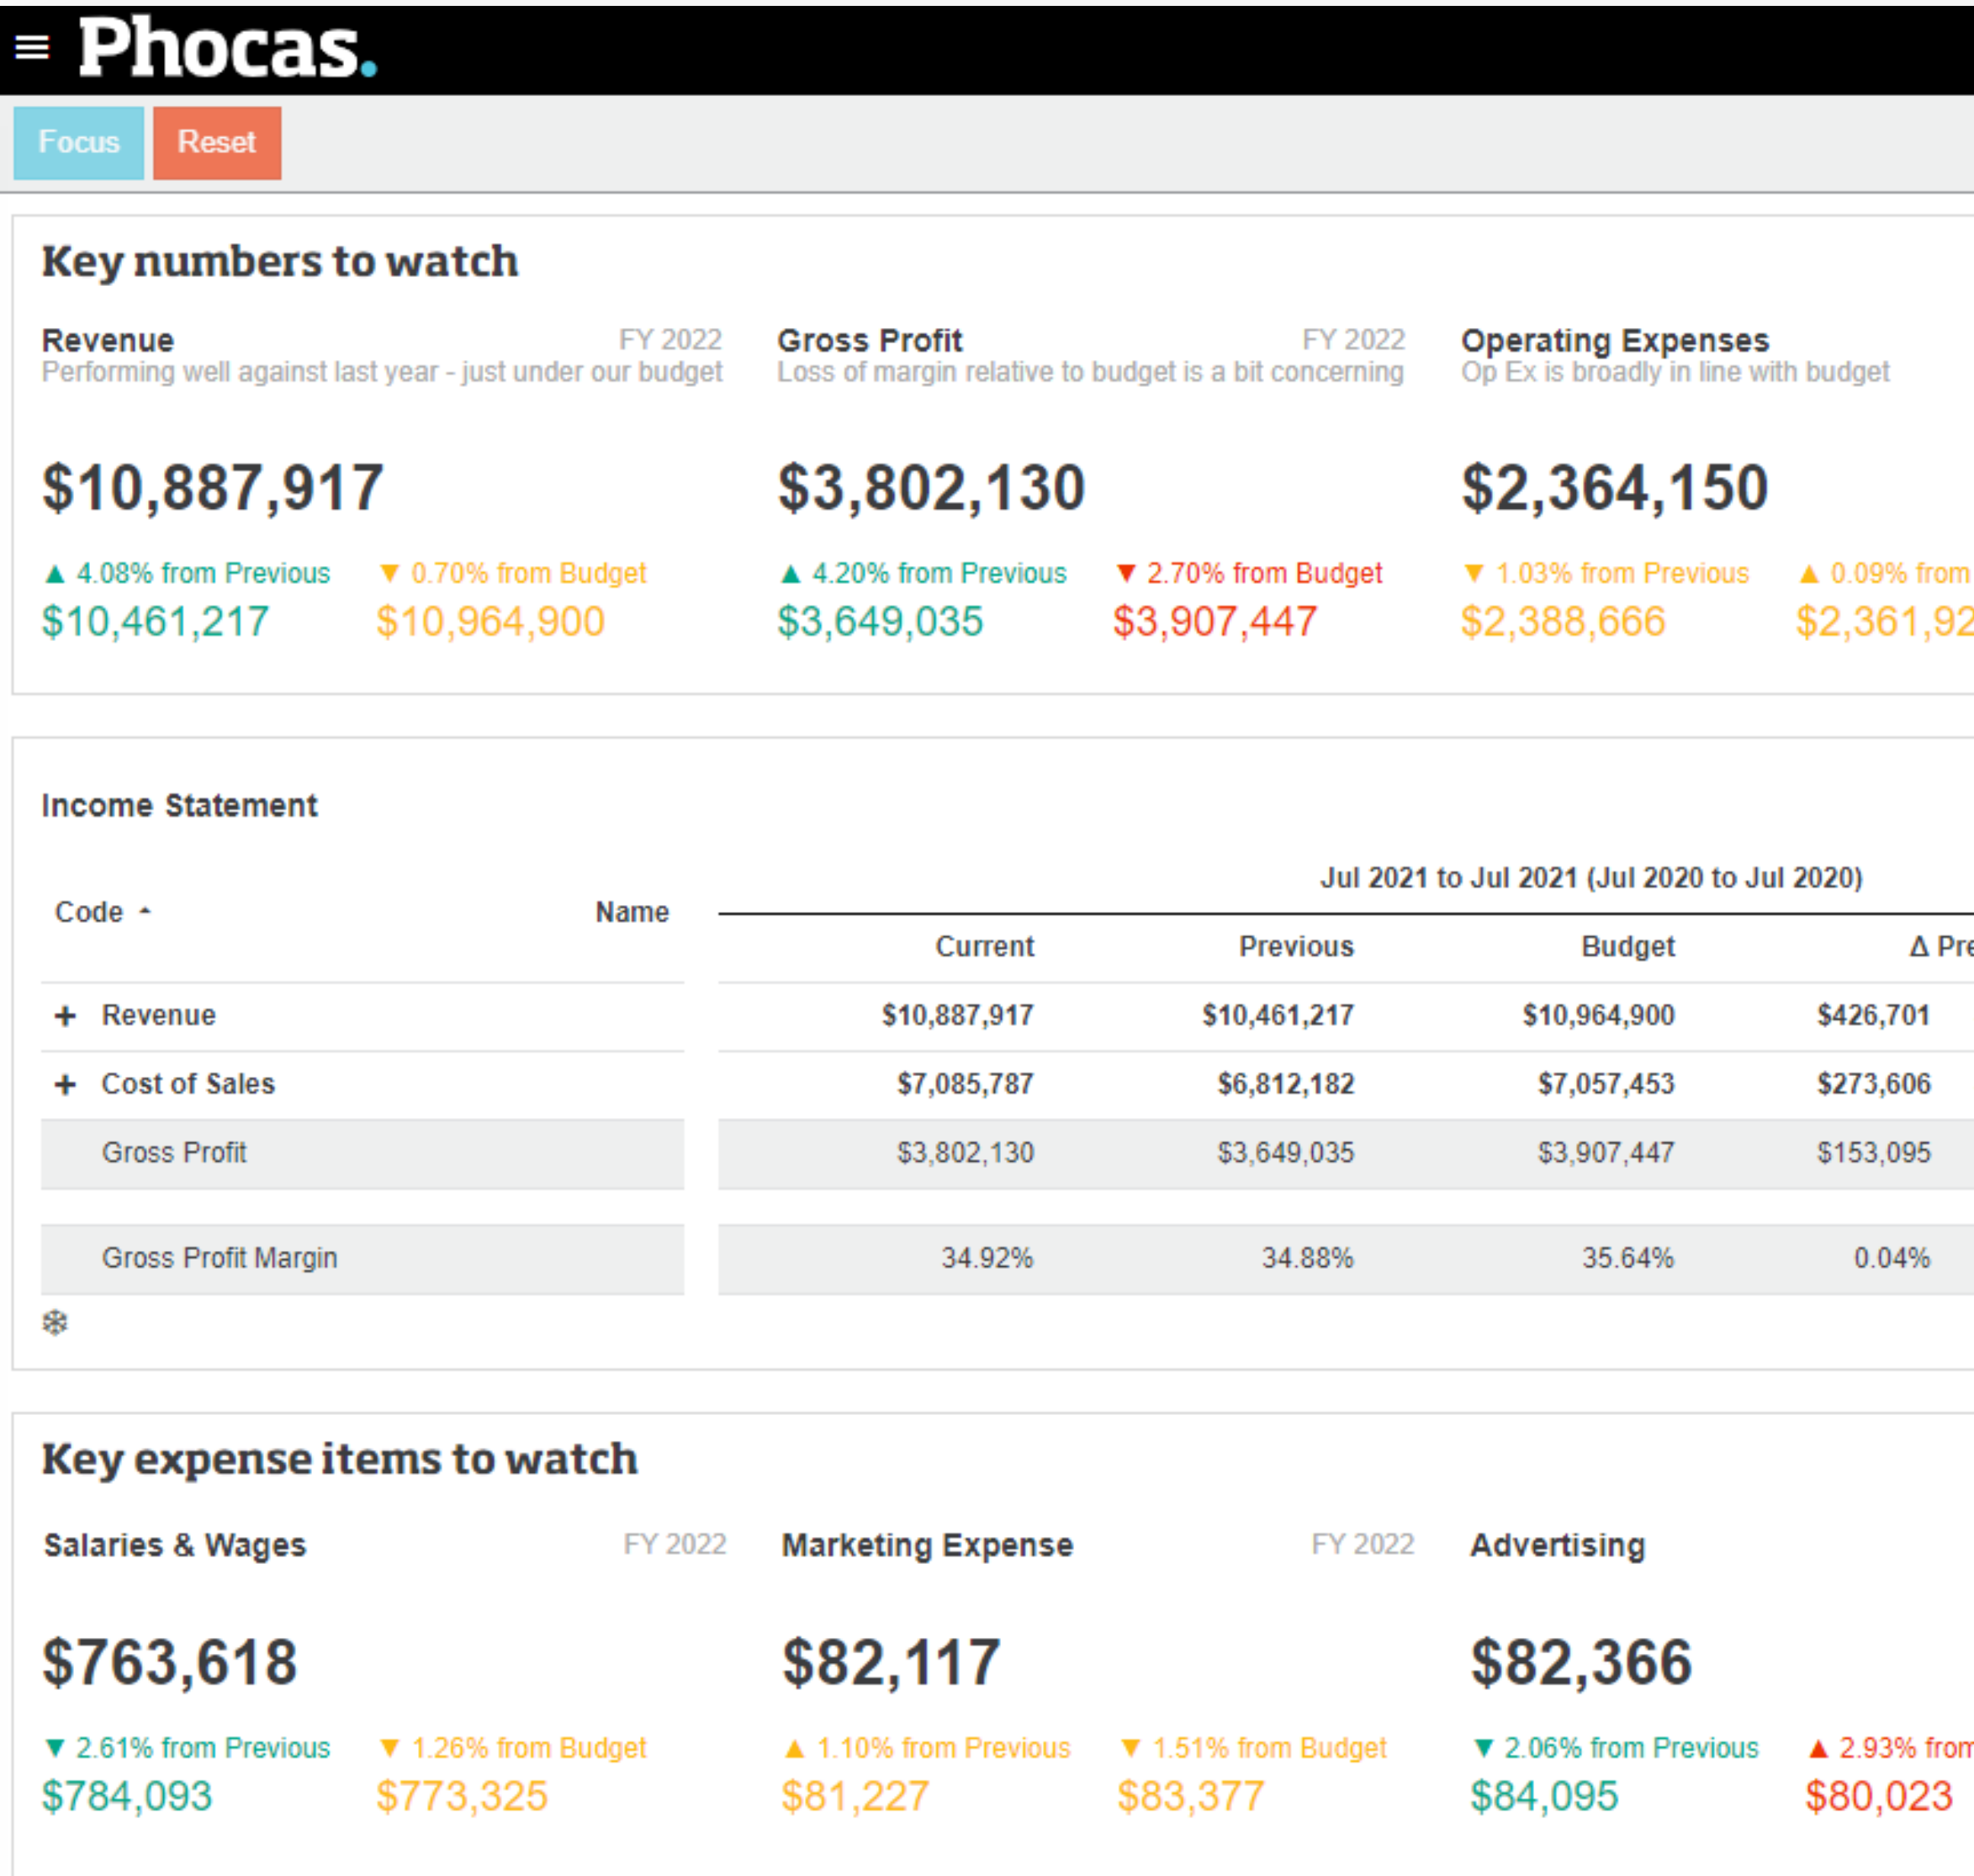 Phocas.
Focus Reset
Key numbers to watch
Revenue FY 2022 Gross Profit FY 2022 Operating Expenses
Performing well against last year - just under our budget Loss of margin relative to budget is a bit concerning Op Ex is broadly in line with budget
$10,887,917 $3,802,130 $2,364,150
▲ 4.08% from Previous ▼ 0.70% from Budget ▲ 4.20% from Previous ▼ 2.70% from Budget ▼ 1.03% from Previous ▲ 0.09% from
$10,461,217 $10,964,900 $3,649,035 $3,907,447 $2,388,666 $2,361,92
Income Statement
Jul 2021 to Jul 2021 (Jul 2020 to Jul 2020)
Code Name
Current Previous Budget Δ Pre
+ Revenue $10,887,917 $10,461,217 $10,964,900 $426,701
+ Cost of Sales $7,085,787 $6,812,182 $7,057,453 $273,606
Gross Profit $3,802,130 $3,649,035 $3,907,447 $153,095
Gross Profit Margin 34.92% 34.88% 35.64% 0.04%
Key expense items to watch
Salaries & Wages FY 2022 Marketing Expense FY 2022 Advertising
$763,618 $82,117 $82,366
▼ 2.61% from Previous ▼ 1.26% from Budget ▲ 1.10% from Previous ▼ 1.51% from Budget ▼ 2.06% from Previous ▲ 2.93% from
$784,093 $773,325 $81,227 $83,377 $84,095 $80,023